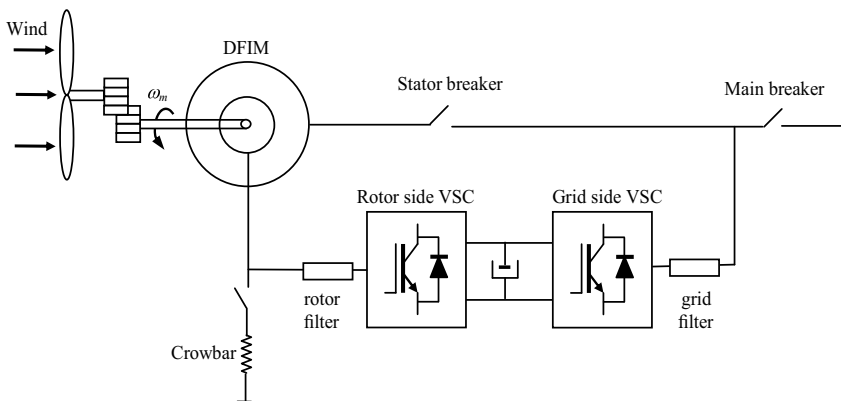 Wind
DFIM
ωm
Stator breaker
Main breaker
Rotor side VSC
Grid side VSC
rotor
filter
grid
filter
Crowbar